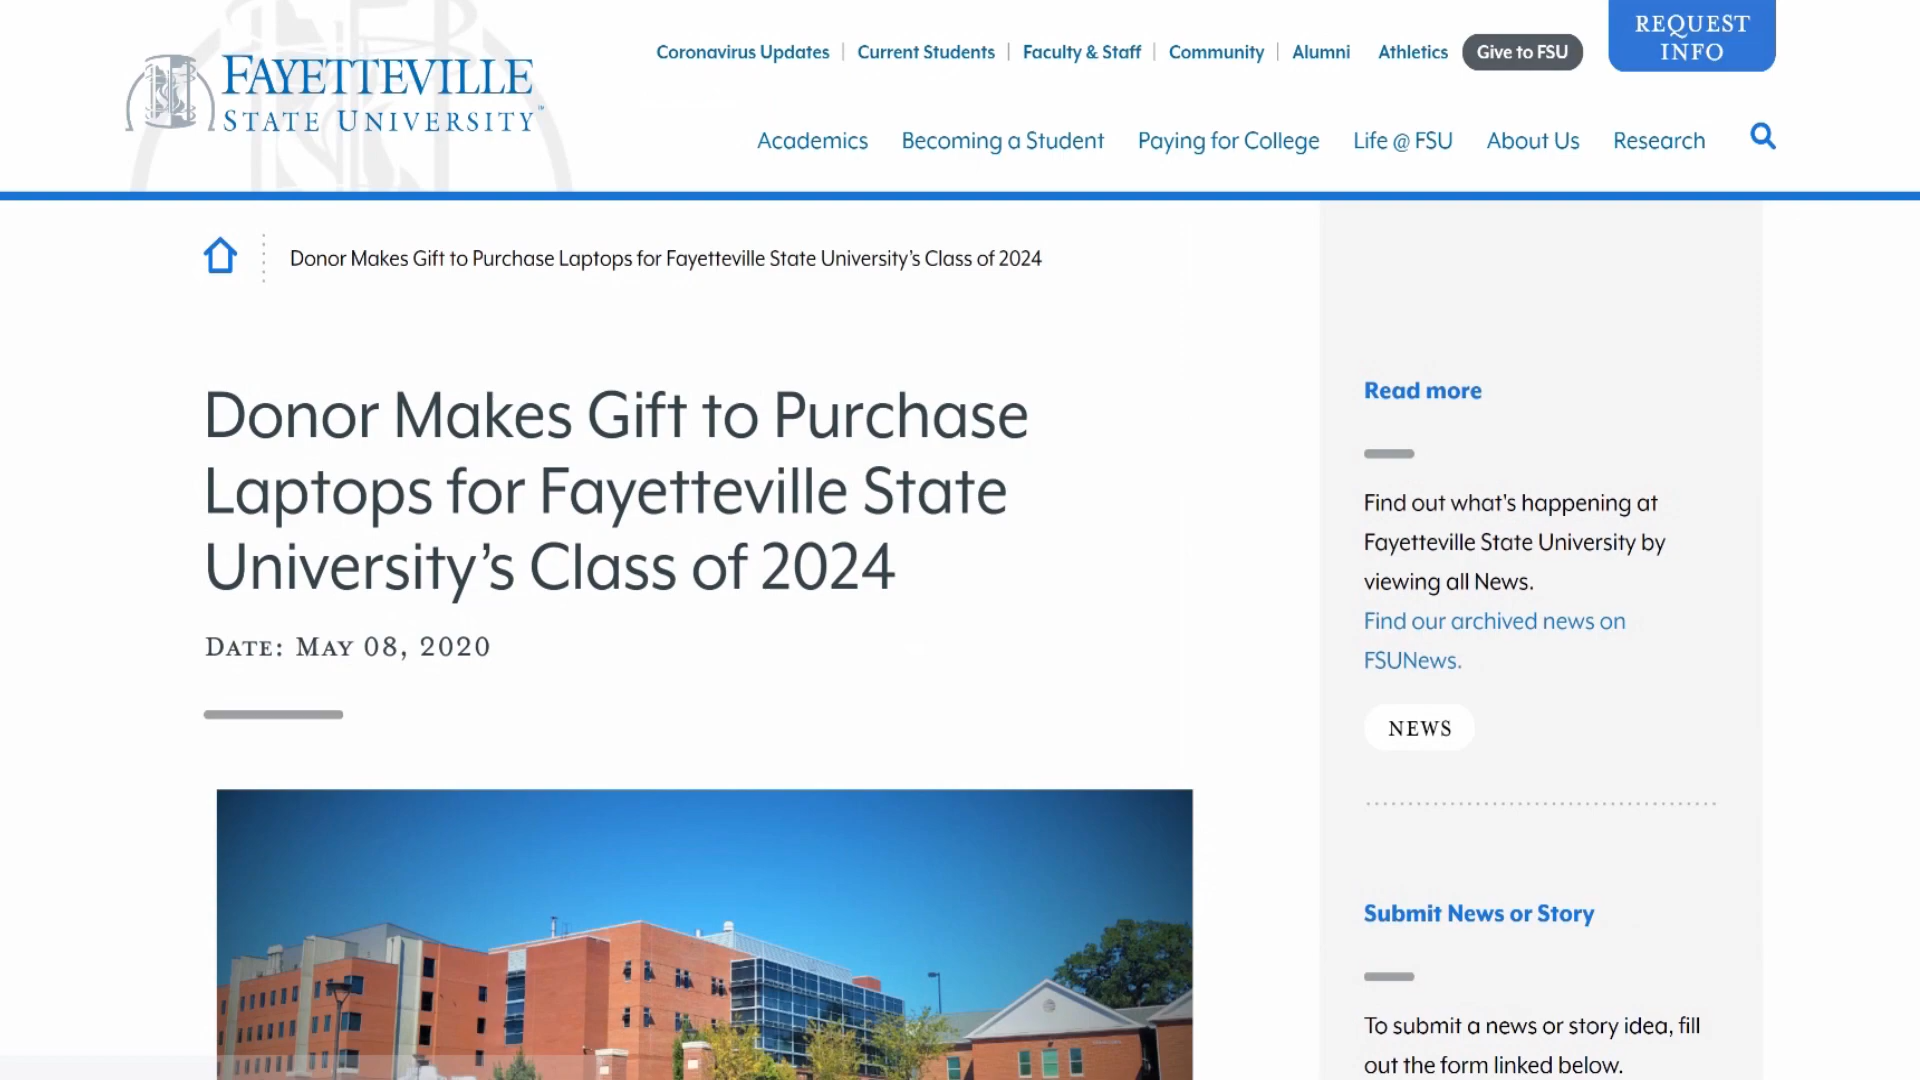 FAYETTEVILLE
STATE UNIVERSITY™
Coronavirus Updates
Current Students
Faculty & Staff
Community
Alumni
Athletics
Give to FSU
REQUEST
INFO
Academics
Becoming a Student
Paying for College
Life @ FSU
About Us
Research
Donor Makes Gift to Purchase Laptops for Fayetteville State University’s Class of 2024
Donor Makes Gift to Purchase
Laptops for Fayetteville State
University’s Class of 2024
DATE: MAY 08, 2020
Read more
Find out what's happening at
Fayetteville State University by
viewing all News.
Find our archived news on
FSUNews.
NEWS
Submit News or Story
To submit a news or story idea, fill
out the form linked below.